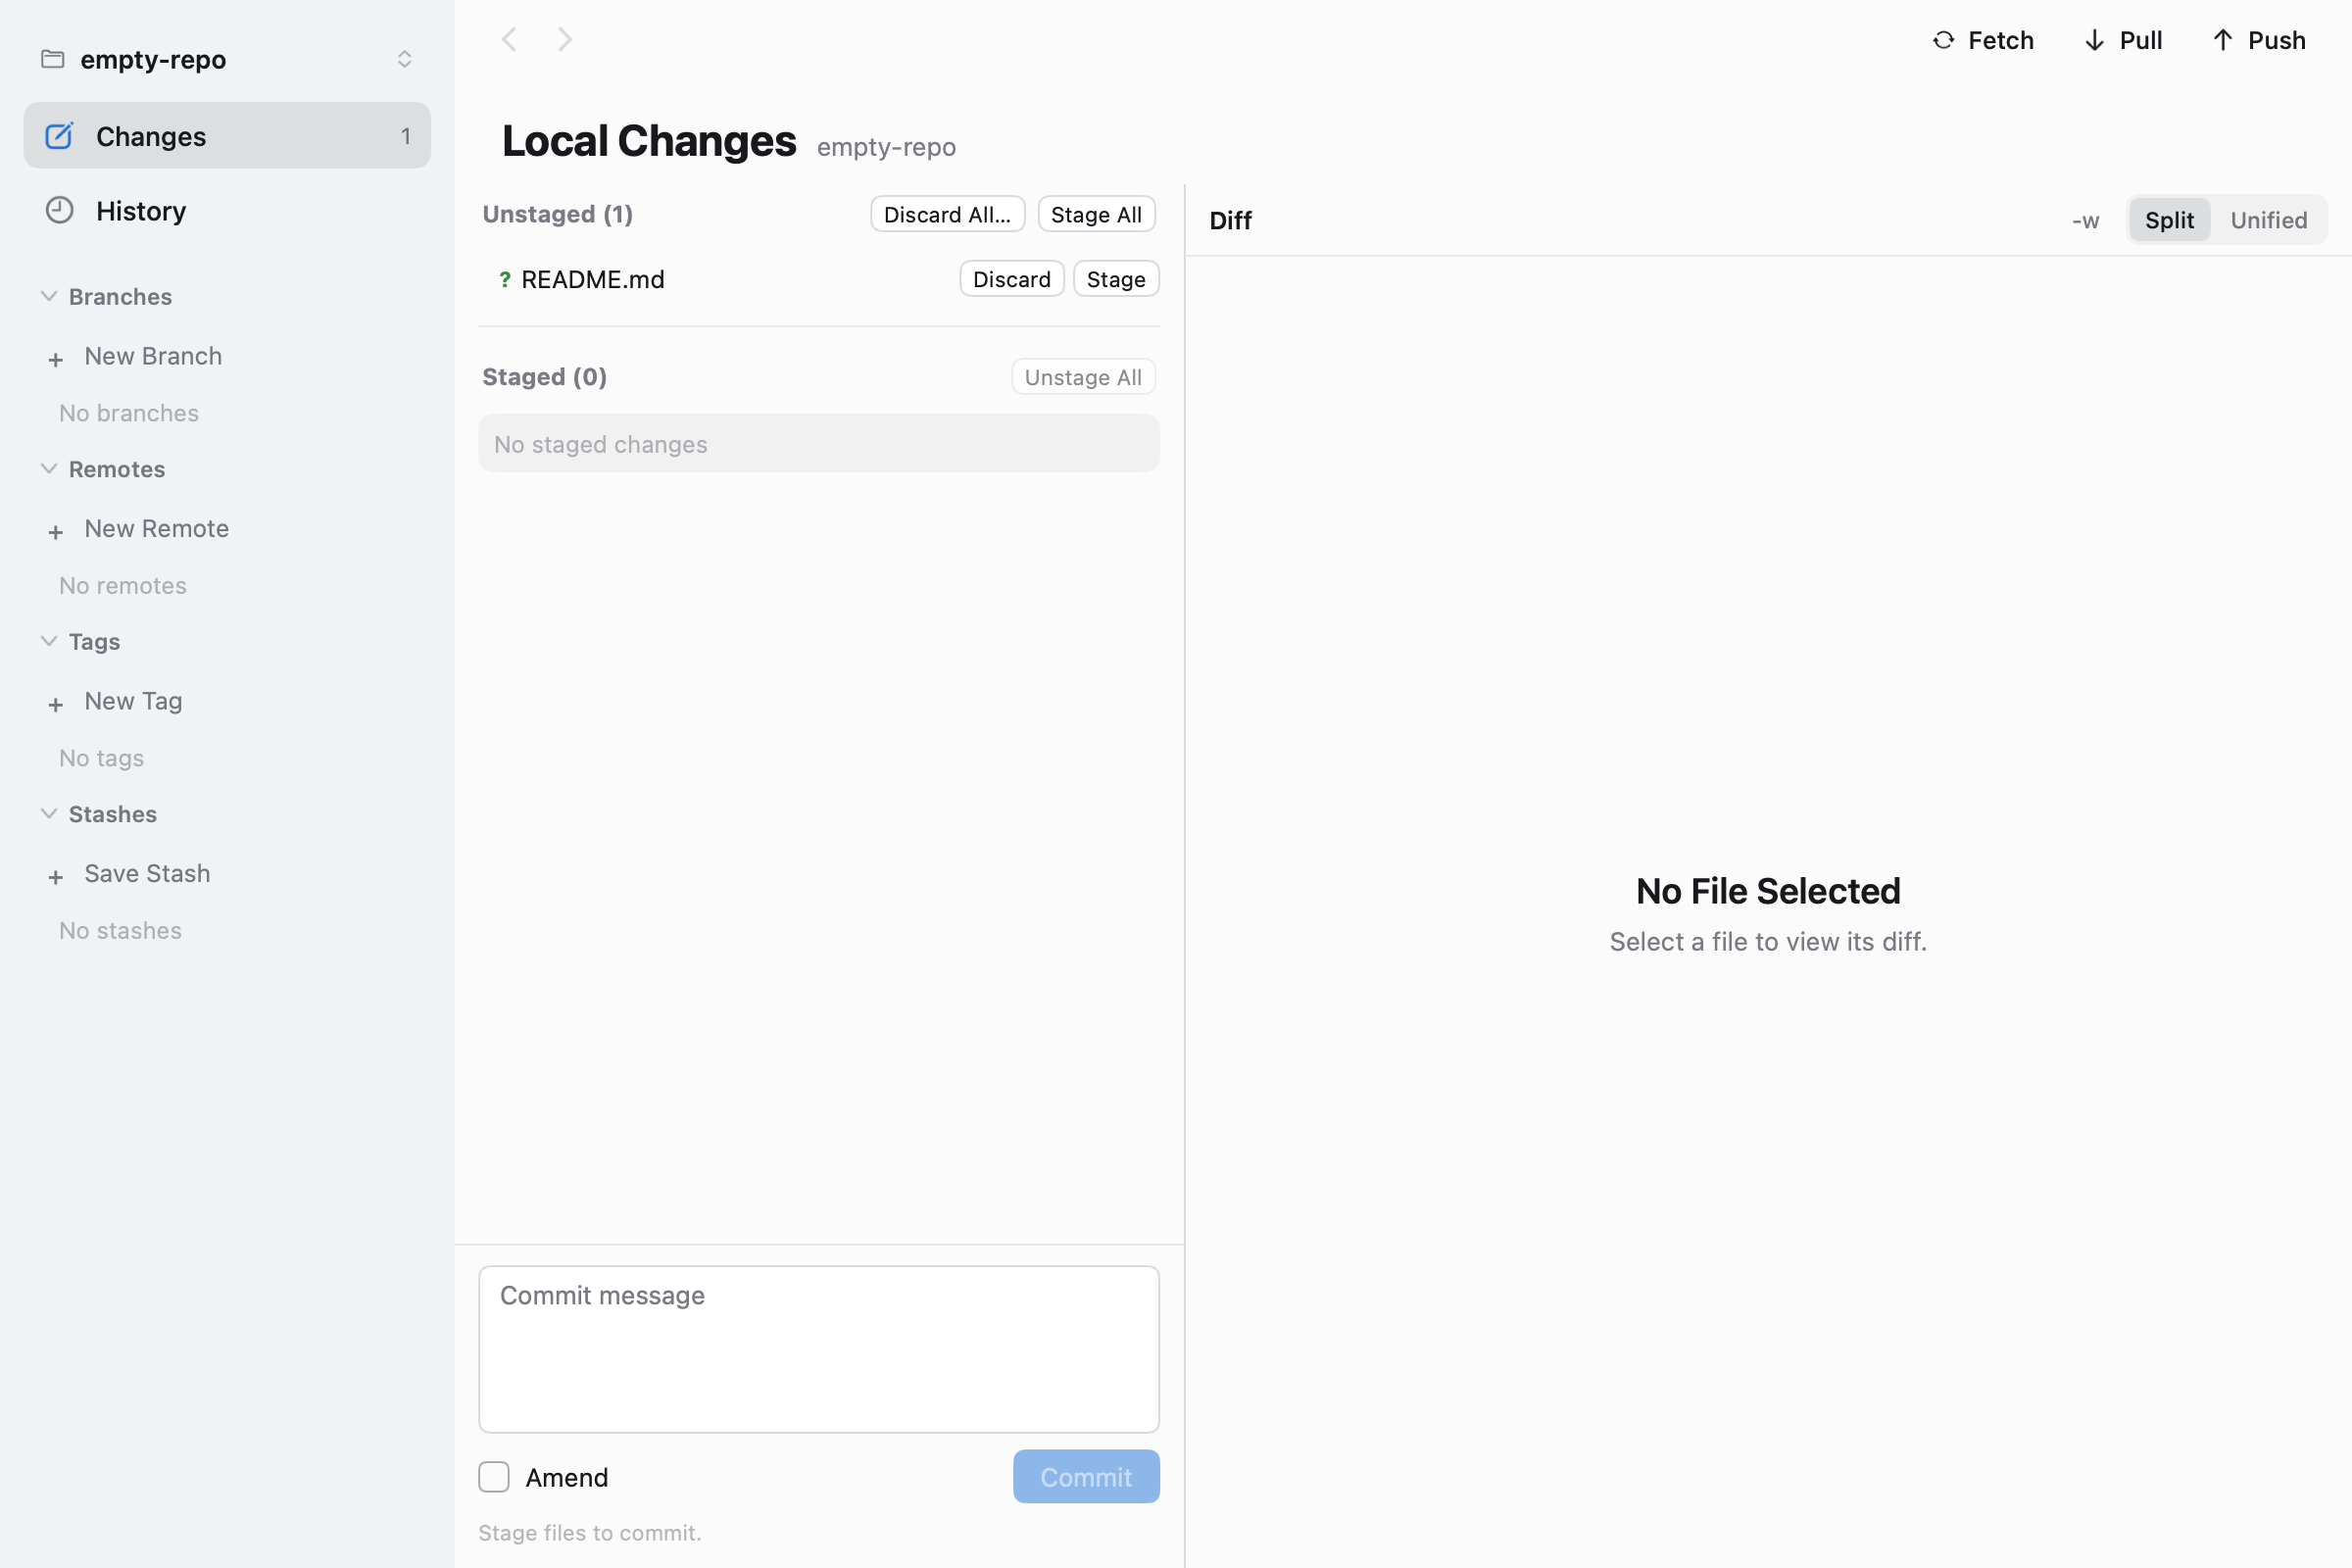 empty-repo
Changes 1
History
Branches
+ New Branch
No branches
Remotes
+ New Remote
No remotes
Tags
+ New Tag
No tags
Stashes
+ Save Stash
No stashes
Fetch Pull Push
Local Changes empty-repo
Unstaged (1) Discard All... Stage All
? README.md Discard Stage
Staged (0) Unstage All
No staged changes
Commit message
Amend Commit
Stage files to commit.
Diff -w Split Unified
No File Selected
Select a file to view its diff.